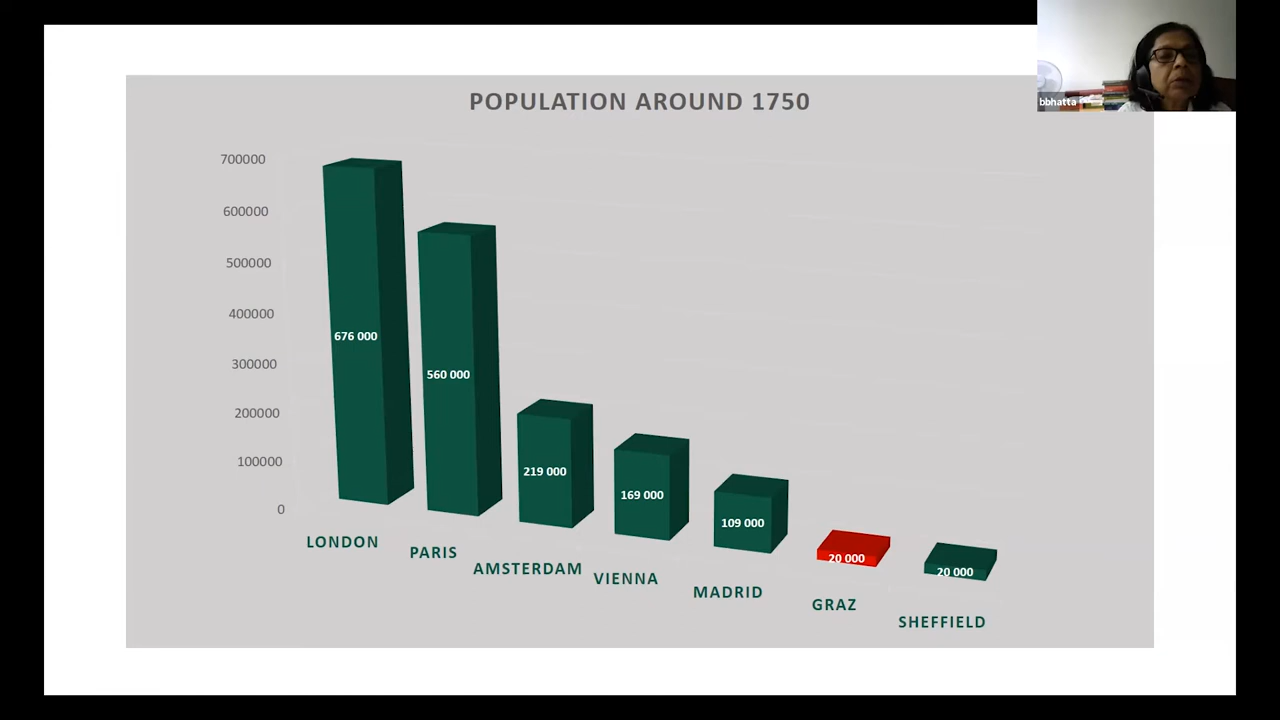 POPULATION AROUND 1750
bbhatta
700000
600000
500000
400000
300000
200000
100000
0
676 000
560 000
219 000
169 000
109 000
20 000
20 000
LONDON
PARIS
AMSTERDAM
VIENNA
MADRID
GRAZ
SHEFFIELD